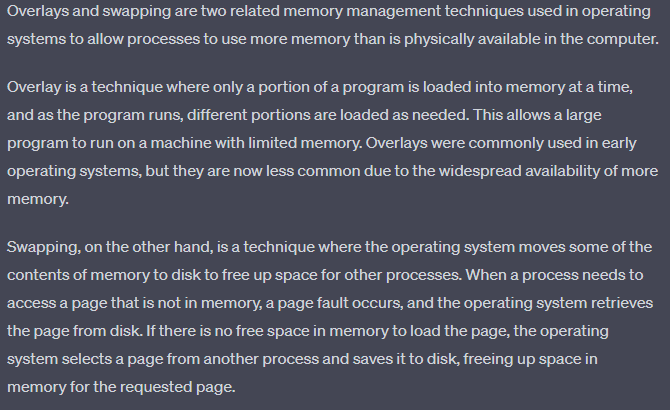 Overlays and swapping are two related memory management techniques used in operating
systems to allow processes to use more memory than is physically available in the computer.
Overlay is a technique where only a portion of a program is loaded into memory at a time,
and as the program runs, different portions are loaded as needed. This allows a large
program to run on a machine with limited memory. Overlays were commonly used in early
operating systems, but they are now less common due to the widespread availability of more
memory.
Swapping, on the other hand, is a technique where the operating system moves some of the
contents of memory to disk to free up space for other processes. When a process needs to
access a page that is not in memory, a page fault occurs, and the operating system retrieves
the page from disk. If there is no free space in memory to load the page, the operating
system selects a page from another process and saves it to disk, freeing up space in
memory for the requested page.